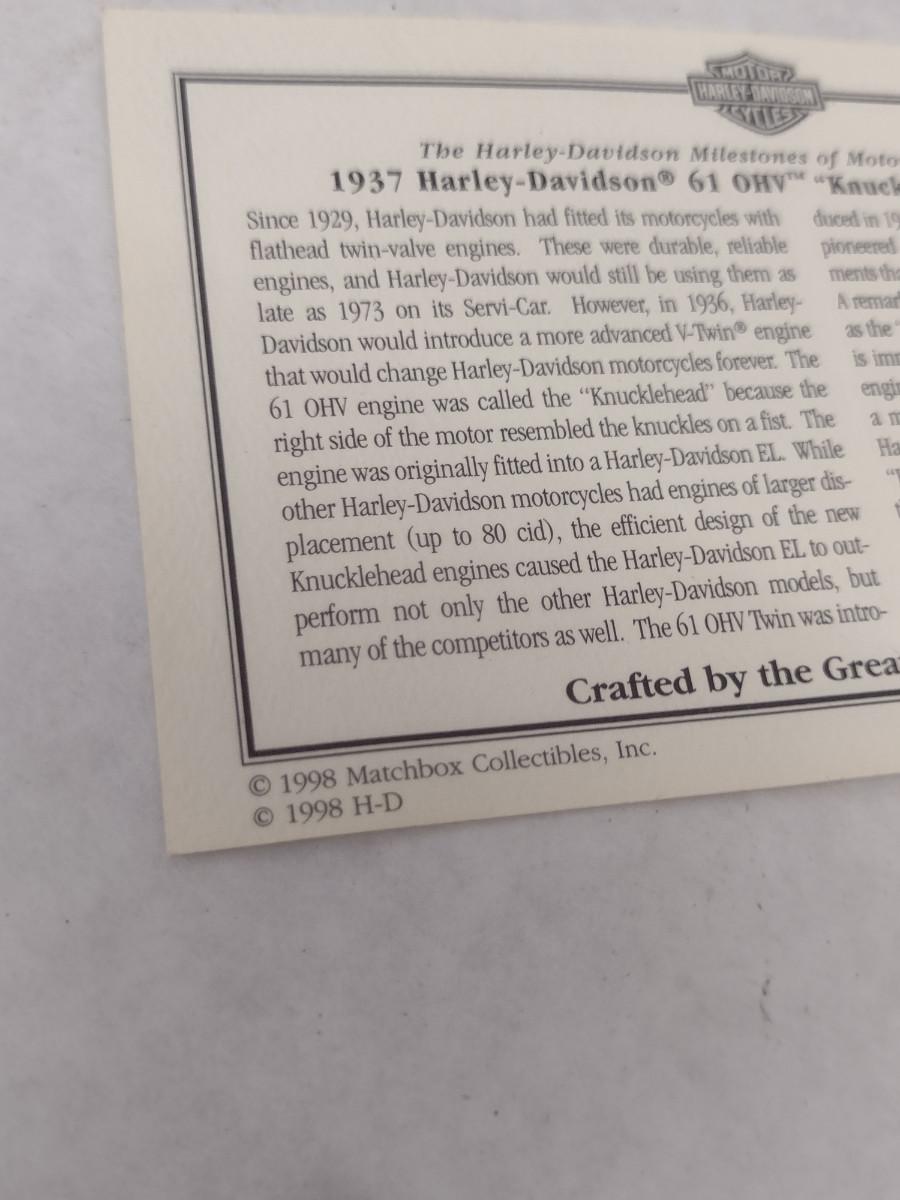 MOTOR
HARLEY-DAVIDSON
CYCLES
The Harley-Davidson Milestones of Moto
1937 Harley-Davidson® 61 OHV™ “Knuck
Since 1929, Harley-Davidson had fitted its motorcycles with
flathead twin-valve engines. These were durable, reliable
engines, and Harley-Davidson would still be using them as
late as 1973 on its Servi-Car. However, in 1936, Harley-
Davidson would introduce a more advanced V-Twin® engine
that would change Harley-Davidson motorcycles forever. The
61 OHV engine was called the “Knucklehead” because the
right side of the motor resembled the knuckles on a fist. The
engine was originally fitted into a Harley-Davidson EL. While
other Harley-Davidson motorcycles had engines of larger dis-
placement (up to 80 cid), the efficient design of the new
Knucklehead engines caused the Harley-Davidson EL to out-
perform not only the other Harley-Davidson models, but
many of the competitors as well. The 61 OHV Twin was intro-
duced in 19
pioneered
ments tha
A remar
as the “
is imr
engin
a m
Ha
Crafted by the Grea
© 1998 Matchbox Collectibles, Inc.
© 1998 H-D